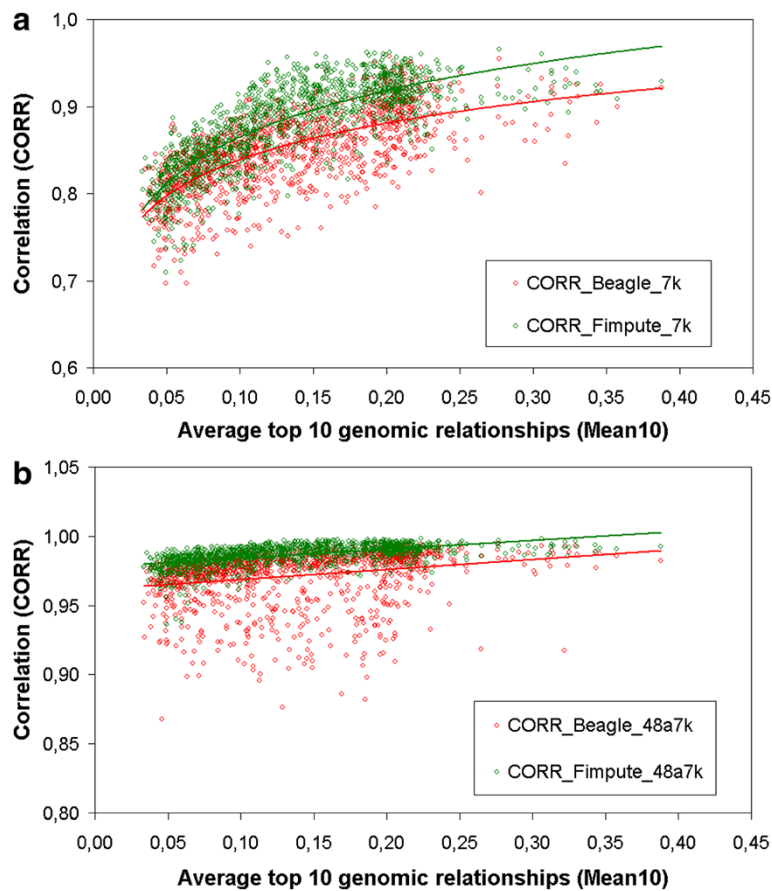 a
1,0
0,9
0,8
0,7
0,6
Correlation (CORR)
CORR_Beagle_7k
CORR_Fimpute_7k
0,00 0,05 0,10 0,15 0,20 0,25 0,30 0,35 0,40 0,45
Average top 10 genomic relationships (Mean10)
b
1,05
1,00
0,95
0,90
0,85
0,80
Correlation (CORR)
CORR_Beagle_48a7k
CORR_Fimpute_48a7k
0,00 0,05 0,10 0,15 0,20 0,25 0,30 0,35 0,40 0,45
Average top 10 genomic relationships (Mean10)